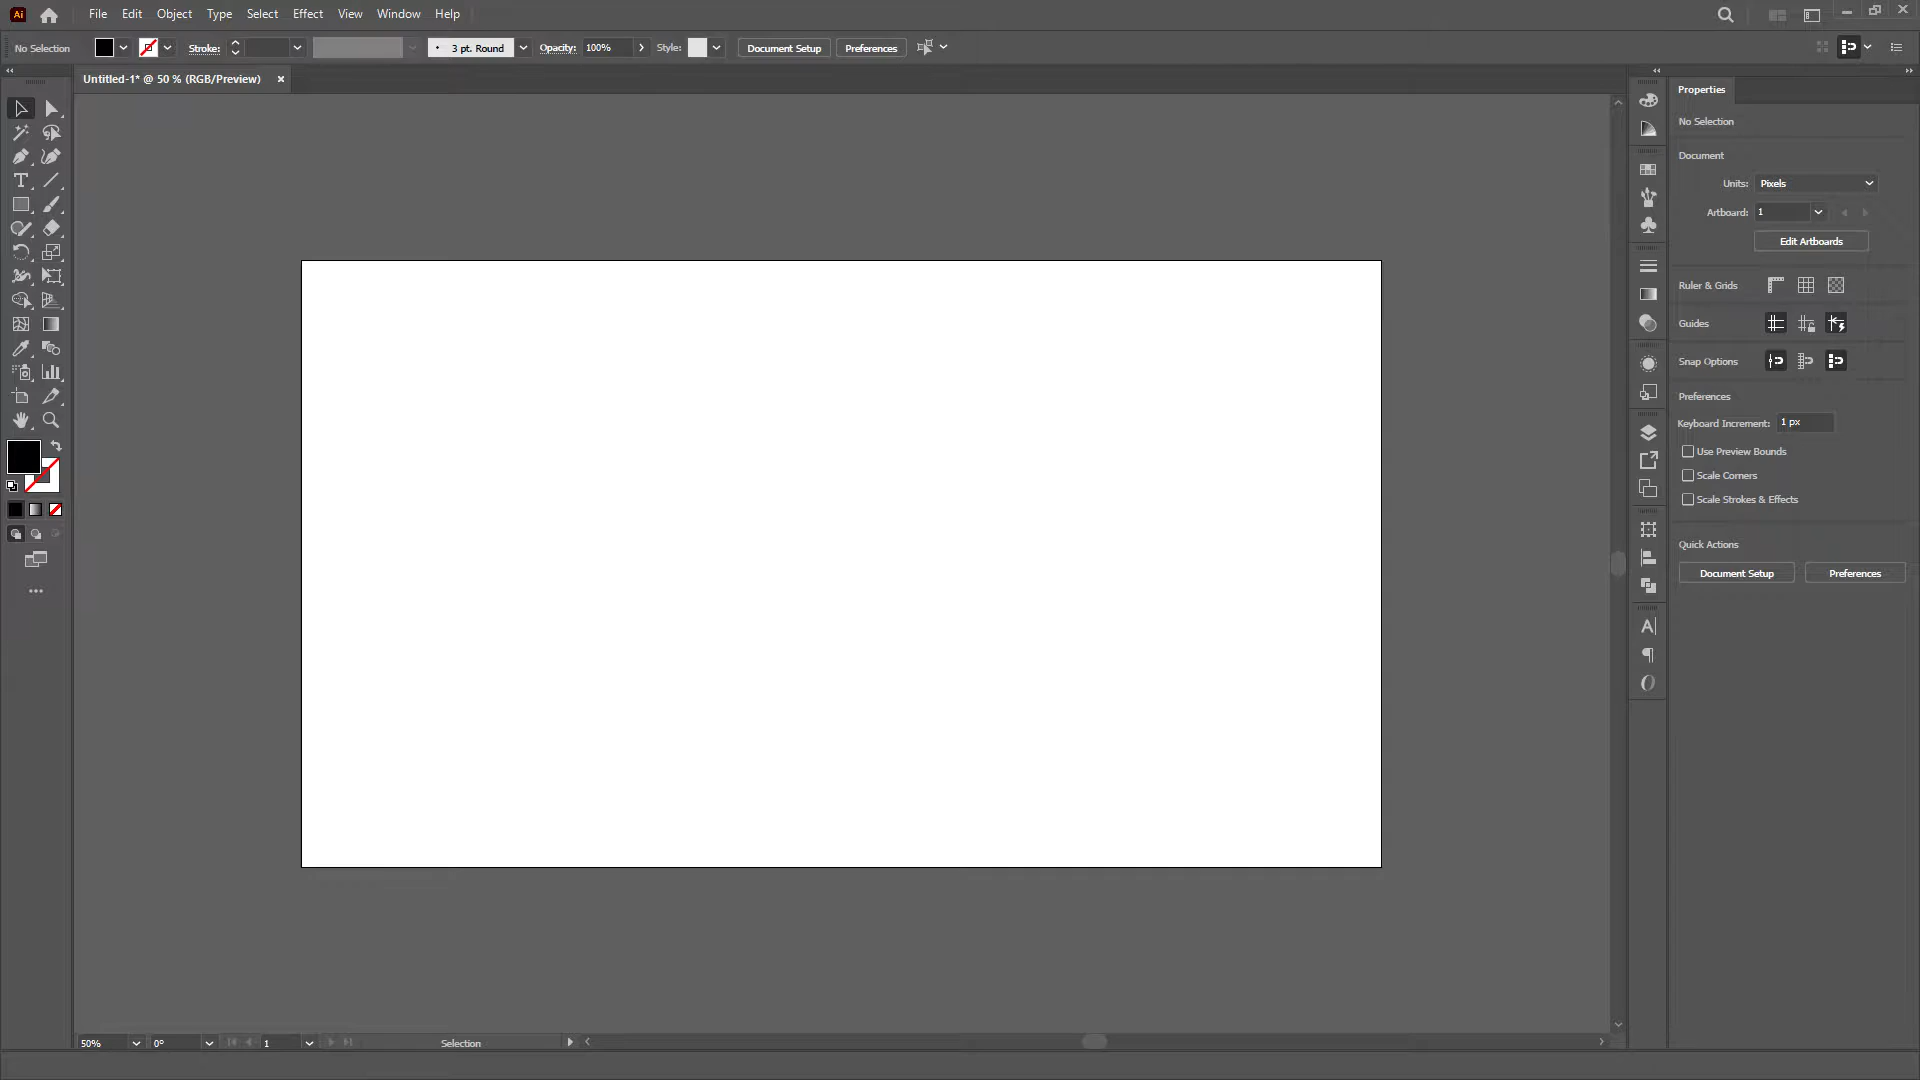 Ai File Edit Object Type Select Effect View Window Help
No Selection Stroke: 3 pt. Round Opacity: 100% Style: Document Setup Preferences
Untitled-1* @ 50 % (RGB/Preview) ×
Properties
No Selection
Document
Units: Pixels
Artboard: 1
Edit Artboards
Ruler & Grids
Guides
Snap Options
Preferences
Keyboard Increment: 1 px
Use Preview Bounds
Scale Corners
Scale Strokes & Effects
Quick Actions
Document Setup Preferences
50% 0° 1 Selection